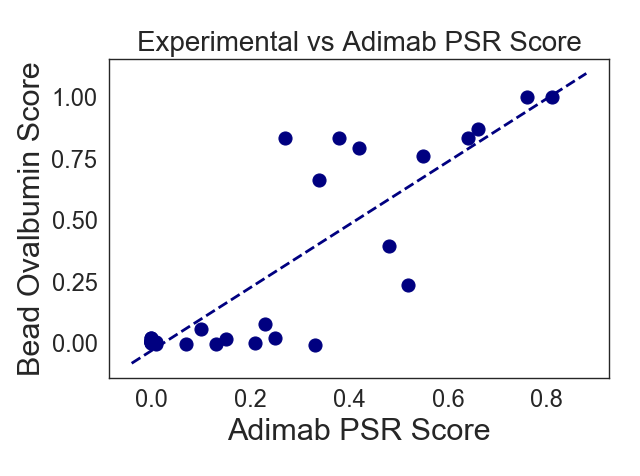 Experimental vs Adimab PSR Score
Bead Ovalbumin Score
1.00
0.75
0.50
0.25
0.00
0.0 0.2 0.4 0.6 0.8
Adimab PSR Score